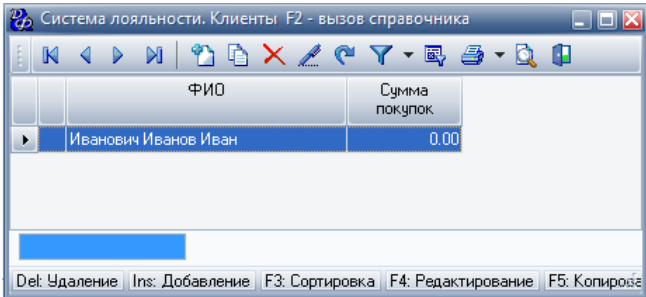 Система лояльности. Клиенты F2 - вызов справочника
ФИО
Сумма покупок
Иванович Иванов Иван
0.00
Del: Удаление Ins: Добавление F3: Сортировка F4: Редактирование F5: